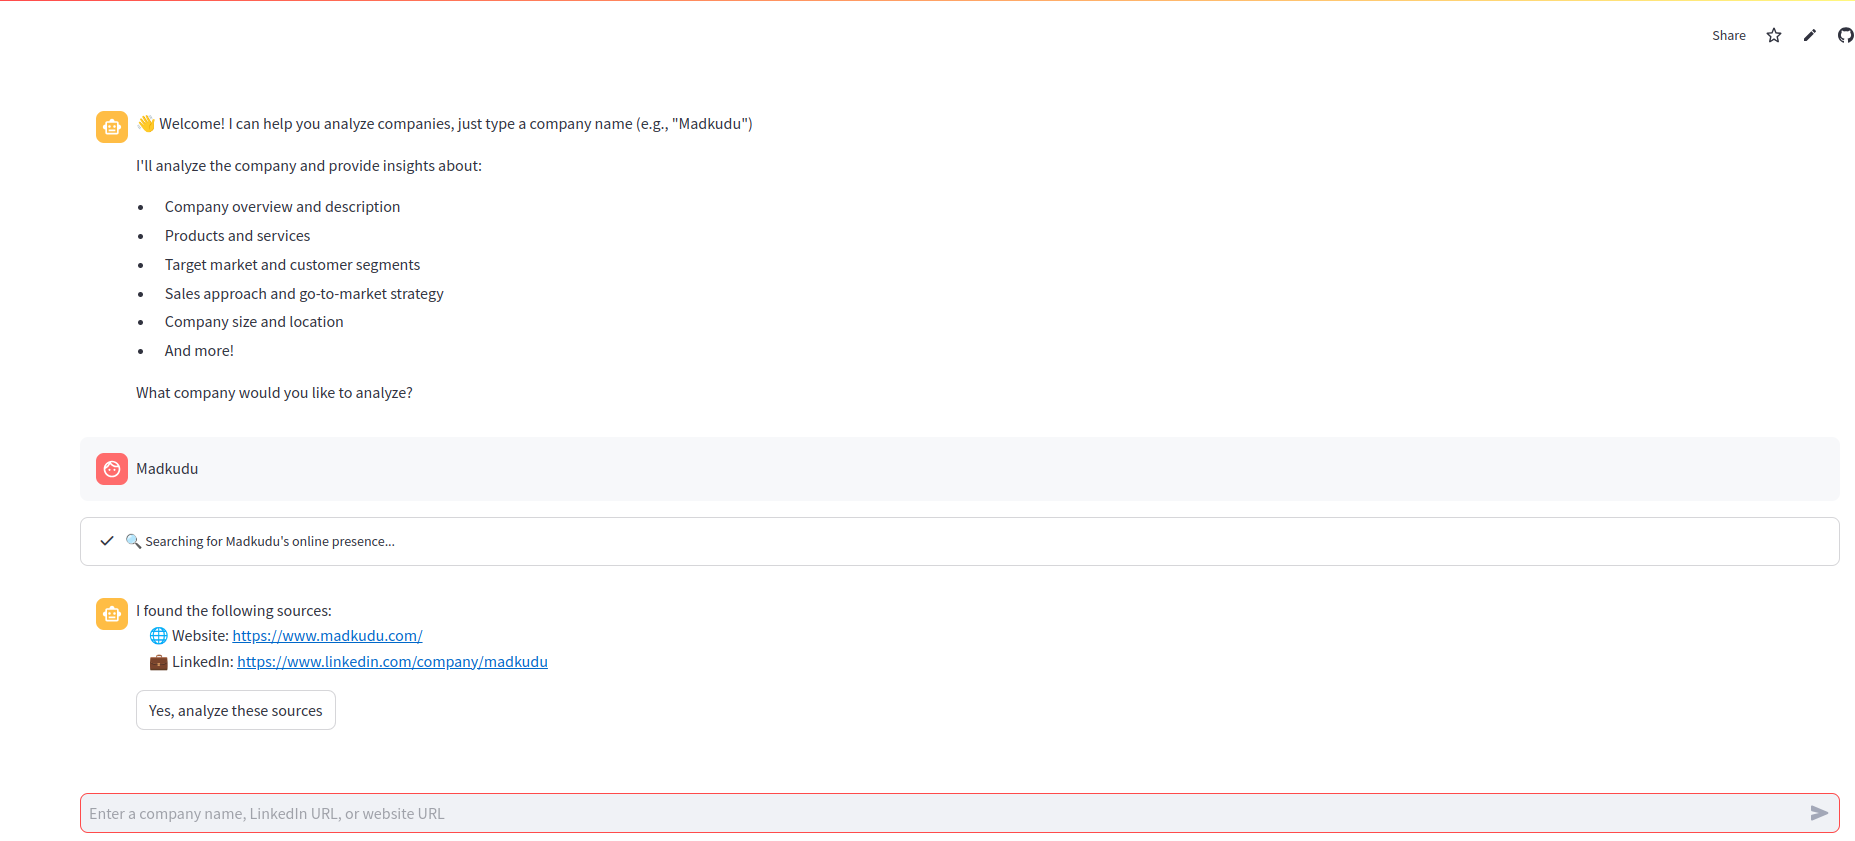 Share
👋 Welcome! I can help you analyze companies, just type a company name (e.g., "Madkudu")
I'll analyze the company and provide insights about:
• Company overview and description
• Products and services
• Target market and customer segments
• Sales approach and go-to-market strategy
• Company size and location
• And more!
What company would you like to analyze?
Madkudu
🔍 Searching for Madkudu's online presence...
I found the following sources:
🌐 Website: https://www.madkudu.com/
💼 LinkedIn: https://www.linkedin.com/company/madkudu
Yes, analyze these sources
Enter a company name, LinkedIn URL, or website URL